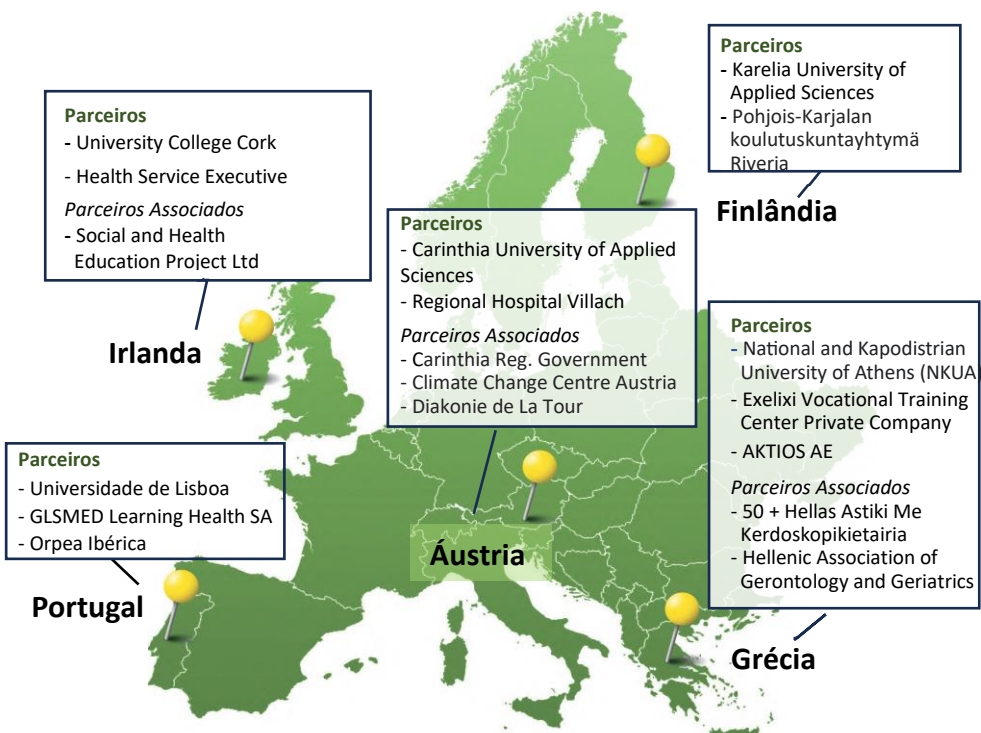 Parceiros
- Karelia University of
Applied Sciences
- Pohjois-Karjalan
koulutuskuntayhtymä
Riveria
Finlândia
Parceiros
- University College Cork
- Health Service Executive
Parceiros Associados
- Social and Health
Education Project Ltd
Irlanda
Parceiros
- Carinthia University of Applied
Sciences
- Regional Hospital Villach
Parceiros Associados
- Carinthia Reg. Government
- Climate Change Centre Austria
- Diakonie de La Tour
Áustria
Parceiros
- National and Kapodistrian
University of Athens (NKUA)
- Exelixi Vocational Training
Center Private Company
- AKTIOS AE
Parceiros Associados
- 50 + Hellas Astiki Me
Kerdoskopikietairia
- Hellenic Association of
Gerontology and Geriatrics
Grécia
Parceiros
- Universidade de Lisboa
- GLSMED Learning Health SA
- Orpea Ibérica
Portugal